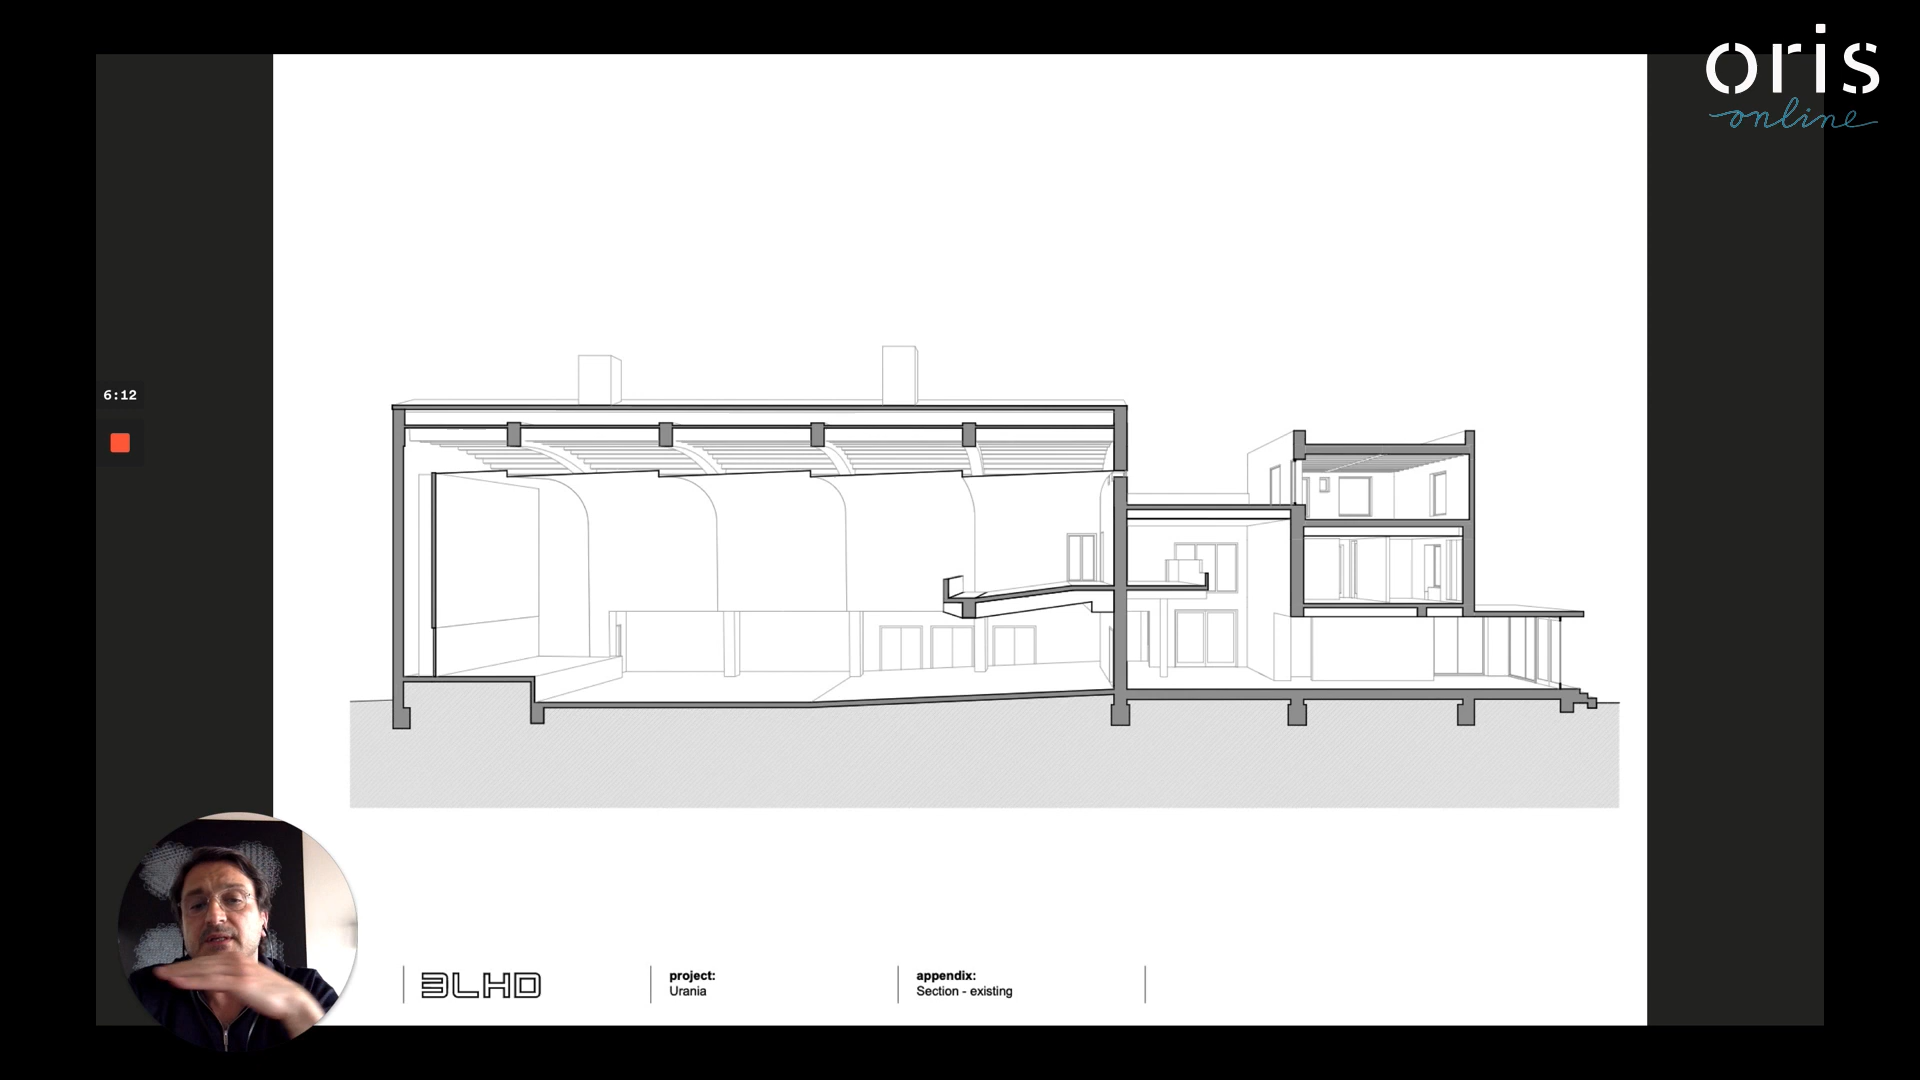 oris
online
6:12
3LHD
project:
Urania
appendix:
Section - existing